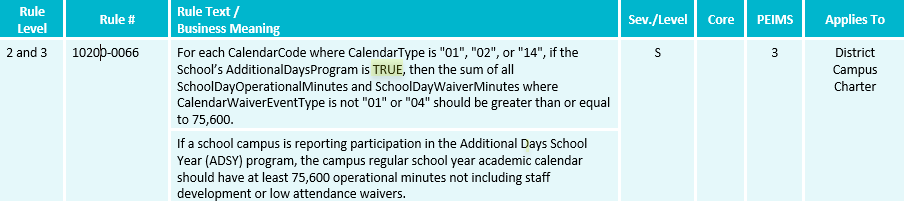 Rule Level
Rule #
Rule Text /
Business Meaning
Sev./Level
Core
PEIMS
Applies To
2 and 3
10200-0066
For each CalendarCode where CalendarType is "01", "02", or "14", if the
School's AdditionalDaysProgram is TRUE, then the sum of all
SchoolDayOperationalMinutes and SchoolDayWaiverMinutes where
CalendarWaiverEventType is not "01" or "04" should be greater than or equal
to 75,600.
S
3
District
Campus
Charter
If a school campus is reporting participation in the Additional Days School
Year (ADSY) program, the campus regular school year academic calendar
should have at least 75,600 operational minutes not including staff
development or low attendance waivers.